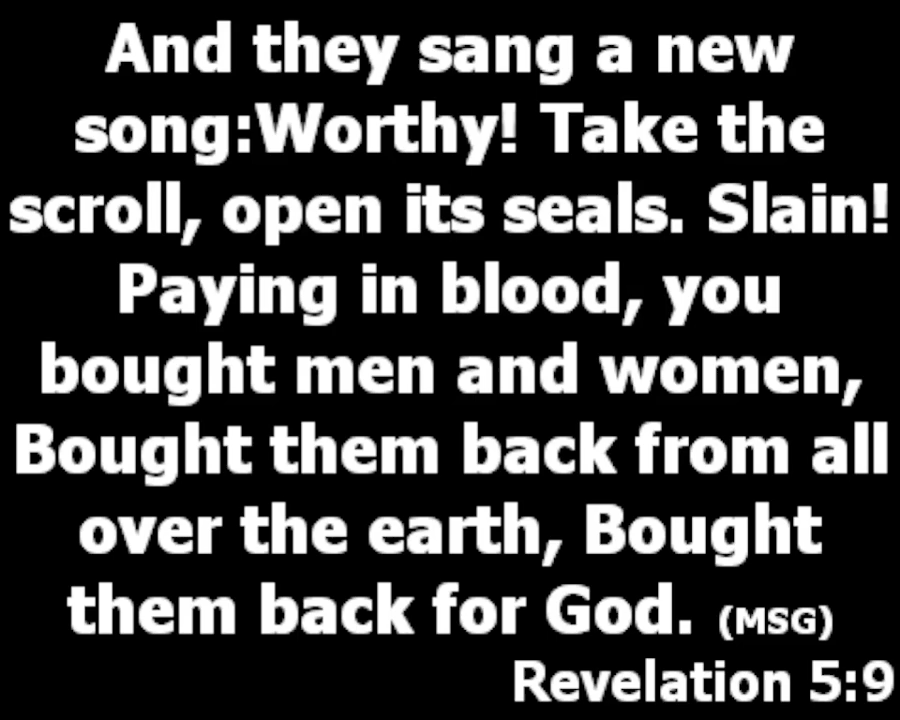 And they sang a new
song:Worthy! Take the
scroll, open its seals. Slain!
Paying in blood, you
bought men and women,
Bought them back from all
over the earth, Bought
them back for God. (MSG)
Revelation 5:9